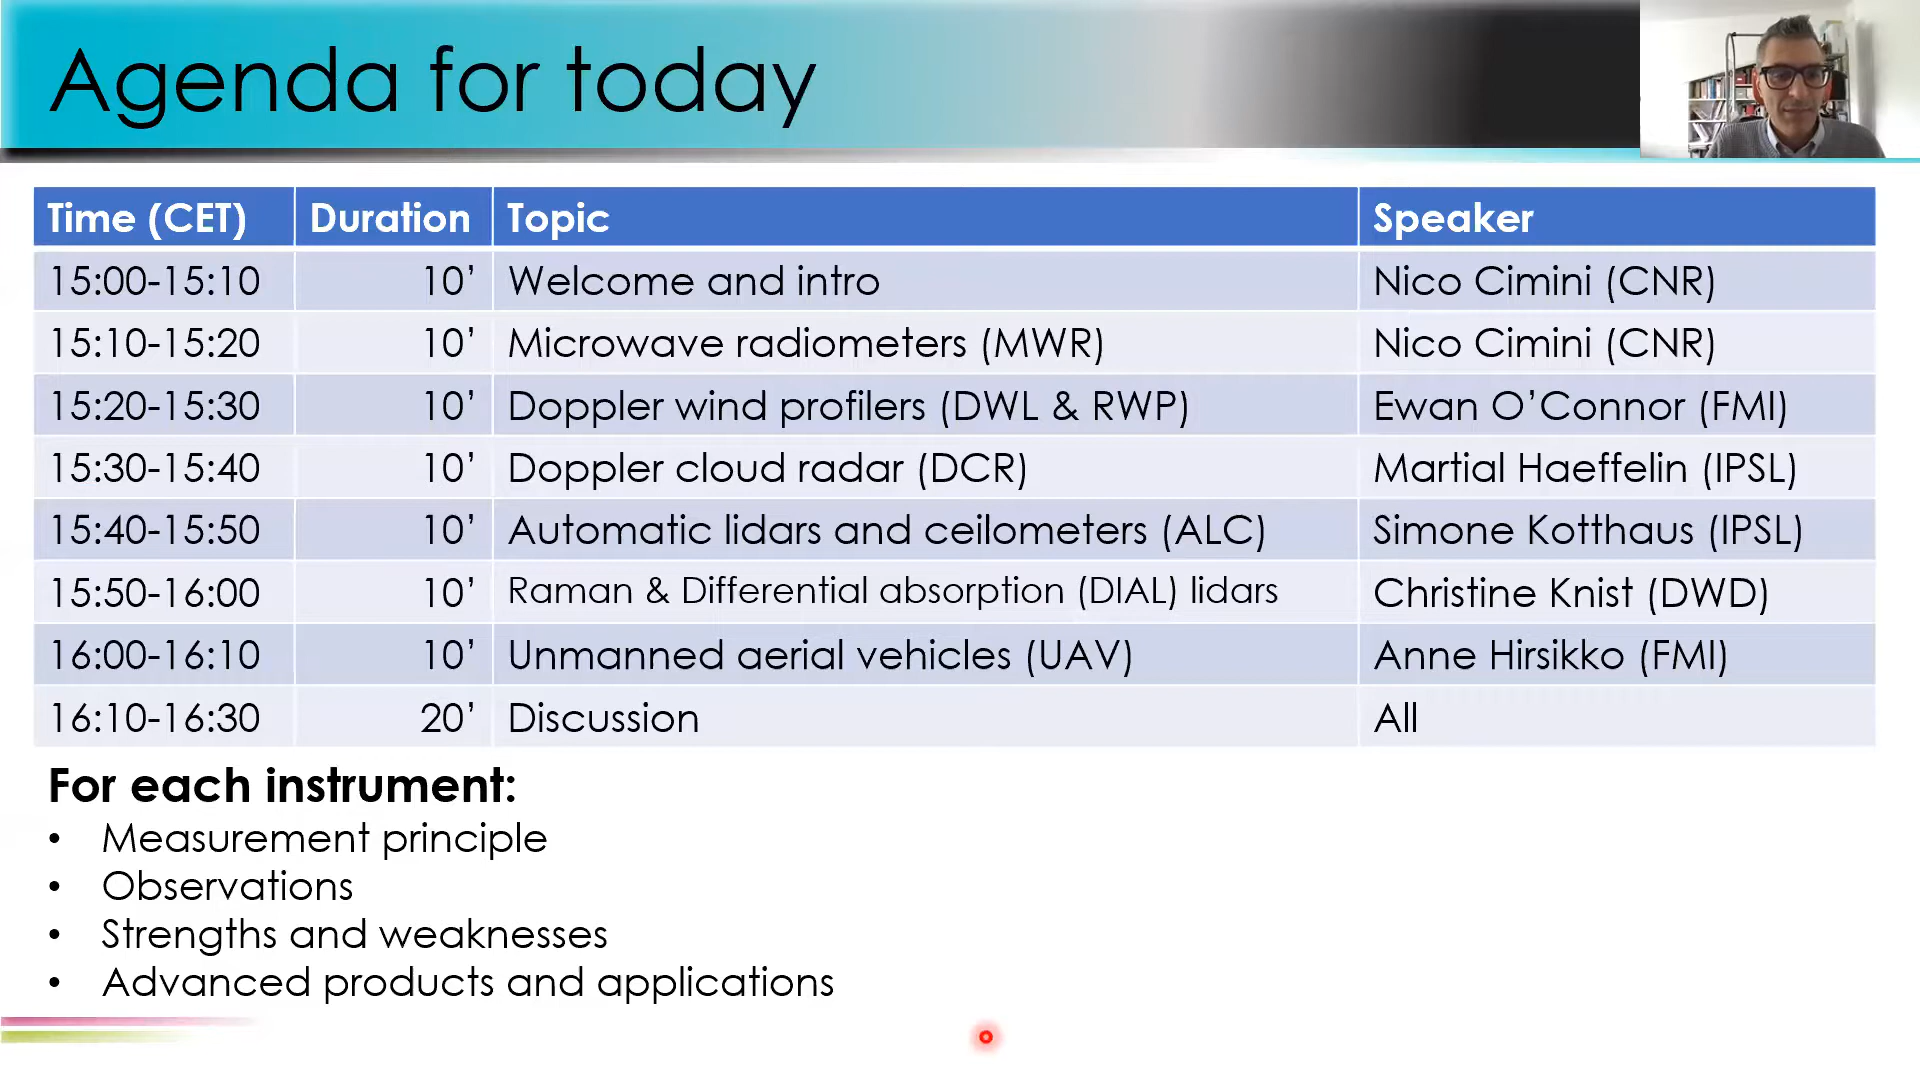 Agenda for today
Time (CET) Duration Topic Speaker
15:00-15:10 10’ Welcome and intro Nico Cimini (CNR)
15:10-15:20 10’ Microwave radiometers (MWR) Nico Cimini (CNR)
15:20-15:30 10’ Doppler wind profilers (DWL & RWP) Ewan O’Connor (FMI)
15:30-15:40 10’ Doppler cloud radar (DCR) Martial Haeffelin (IPSL)
15:40-15:50 10’ Automatic lidars and ceilometers (ALC) Simone Kotthaus (IPSL)
15:50-16:00 10’ Raman & Differential absorption (DIAL) lidars Christine Knist (DWD)
16:00-16:10 10’ Unmanned aerial vehicles (UAV) Anne Hirsikko (FMI)
16:10-16:30 20’ Discussion All
For each instrument:
• Measurement principle
• Observations
• Strengths and weaknesses
• Advanced products and applications